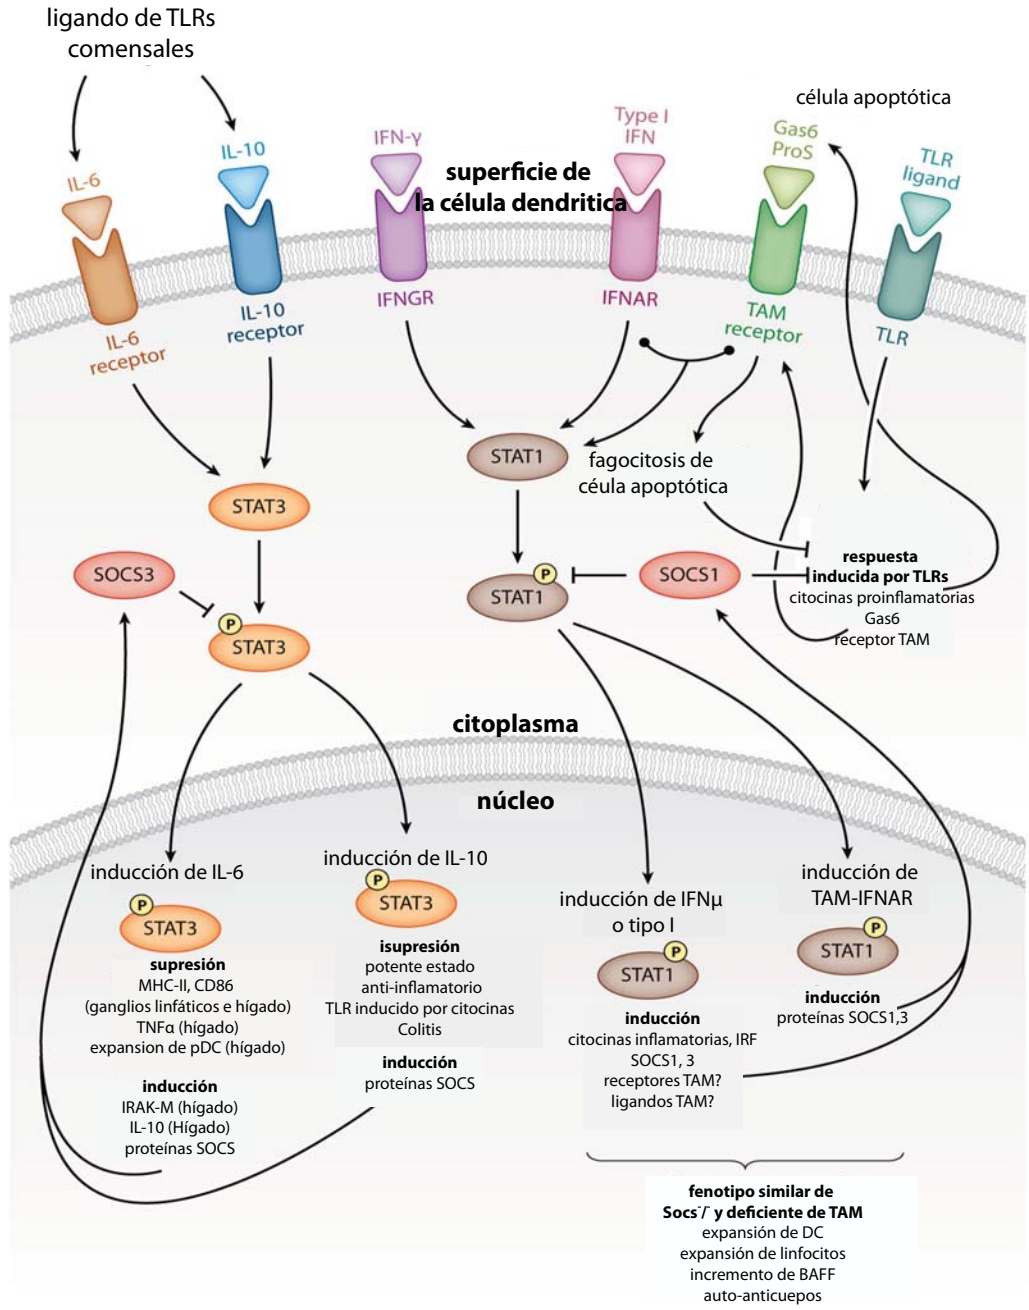 ligando de TLRs
comensales
célula apoptótica
IL-6
IL-10
IFN-γ
Type I
IFN
Gas6
ProS
TLR
ligand
superficie de
la célula dendritica
IL-6
receptor
IL-10
receptor
IFNGR
IFNAR
TAM
receptor
TLR
STAT3
STAT1
fagocitosis de
céula apoptótica
SOCS3
P
STAT3
P
STAT1
SOCS1
respuesta
inducida por TLRs
citocinas proinflamatorias
Gas6
receptor TAM
citoplasma
núcleo
inducción de IL-6
P
STAT3
supresión
MHC-II, CD86
(ganglios linfáticos e hígado)
TNFα (hígado)
expansion de pDC (hígado)
inducción
IRAK-M (hígado)
IL-10 (Hígado)
proteínas SOCS
inducción de IL-10
P
STAT3
isupresión
potente estado
anti-inflamatorio
TLR inducido por citocinas
Colitis
inducción
proteínas SOCS
inducción de IFNμ
o tipo I
P
STAT1
inducción
citocinas inflamatorias, IRF
SOCS1, 3
receptores TAM?
ligandos TAM?
inducción de
TAM-IFNAR
P
STAT1
inducción
proteínas SOCS1,3
fenotipo similar de
Socs-/- y deficiente de TAM
expansión de DC
expansión de linfocitos
incremento de BAFF
auto-anticuepos